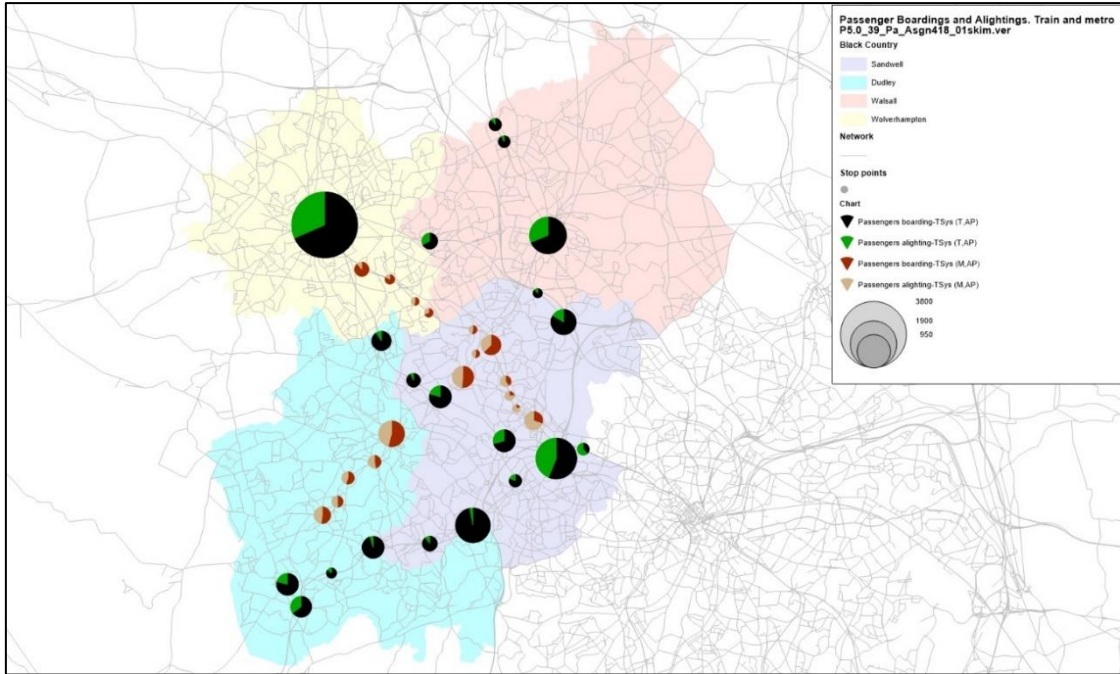 Passenger Boardings and Alightings. Train and metro
P5.0_39_Pa_Asgn418_01skim.ver
Black Country
Sandwell
Dudley
Walsall
Wolverhampton
Network
Stop points
Chart
Passengers boarding-TSys (T,AP)
Passengers alighting-TSys (T,AP)
Passengers boarding-TSys (M,AP)
Passengers alighting-TSys (M,AP)
3800
1900
950